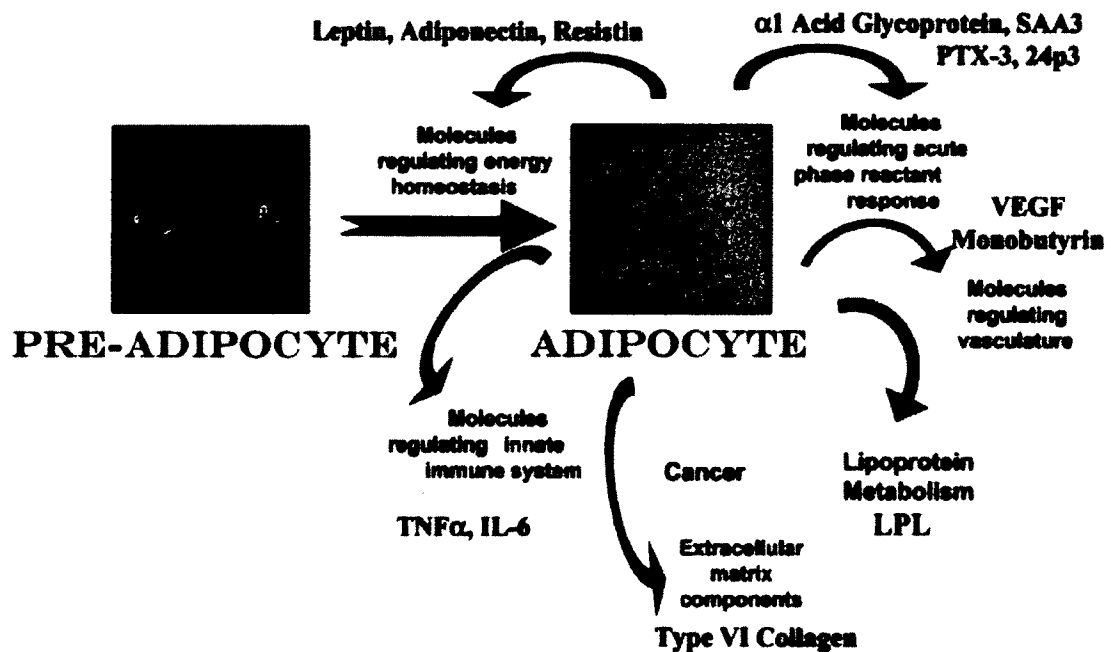 Leptin, Adiponectin, Resistin
α1 Acid Glycoprotein, SAA3
PTX-3, 24p3
Molecules
regulating energy
homeostasis
Molecules
regulating acute
phase reactant
response
VEGF
Monobutyrin
Molecules
regulating
vasculature
PRE-ADIPOCYTE
ADIPOCYTE
Molecules
regulating innate
immune system
TNFα, IL-6
Cancer
Lipoprotein
Metabolism
LPL
Extracellular
matrix
components
Type VI Collagen